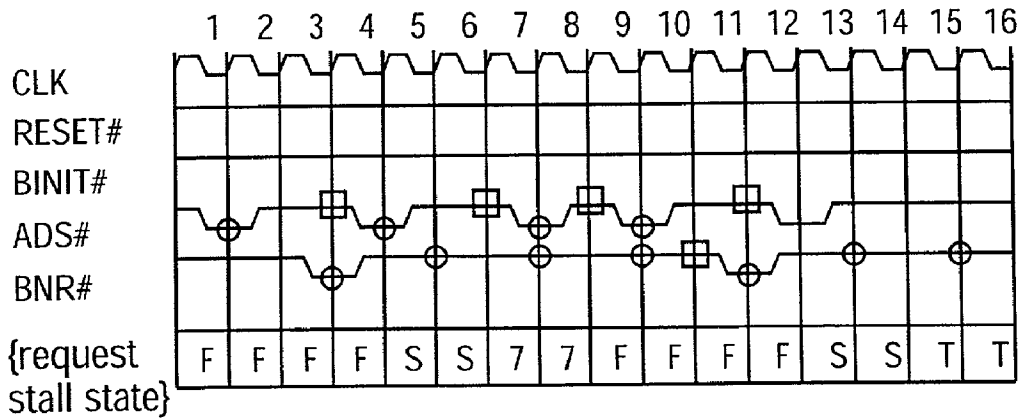 1 2 3 4 5 6 7 8 9 10 11 12 13 14 15 16
CLK
RESET#
BINIT#
ADS#
BNR#
{request
stall state}
F F F F S S 7 7 F F F F S S T T